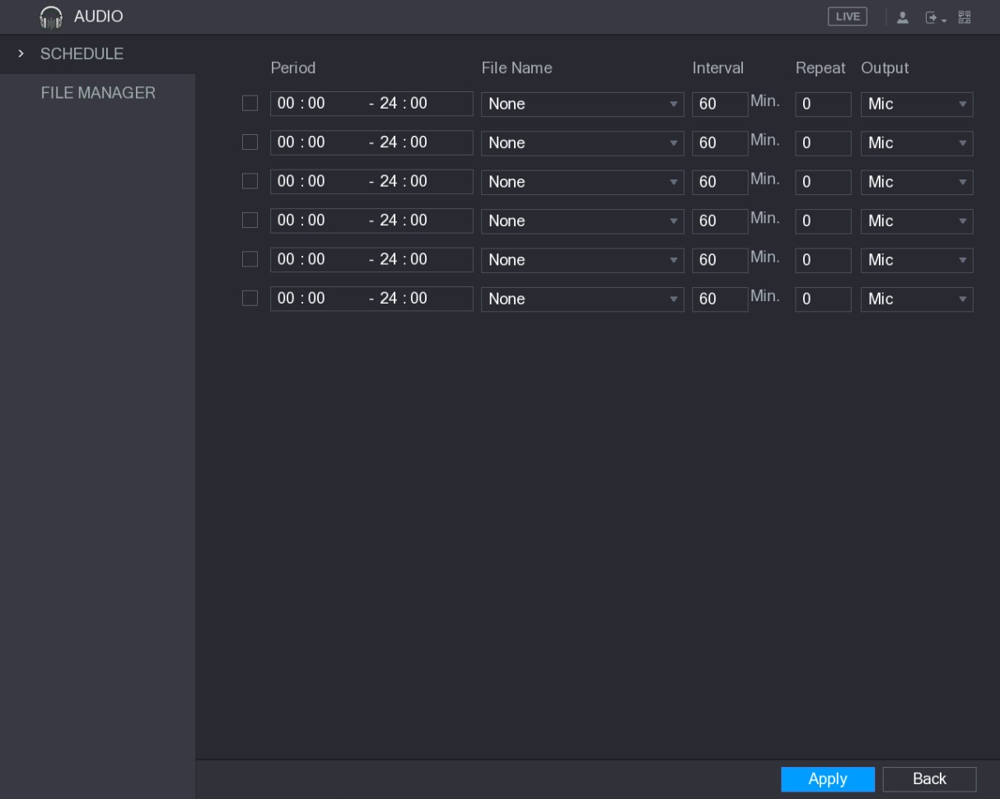 AUDIO LIVE
SCHEDULE
FILE MANAGER
Period File Name Interval Repeat Output
00 : 00 - 24 : 00 None 60 Min. 0 Mic
00 : 00 - 24 : 00 None 60 Min. 0 Mic
00 : 00 - 24 : 00 None 60 Min. 0 Mic
00 : 00 - 24 : 00 None 60 Min. 0 Mic
00 : 00 - 24 : 00 None 60 Min. 0 Mic
00 : 00 - 24 : 00 None 60 Min. 0 Mic
Apply Back